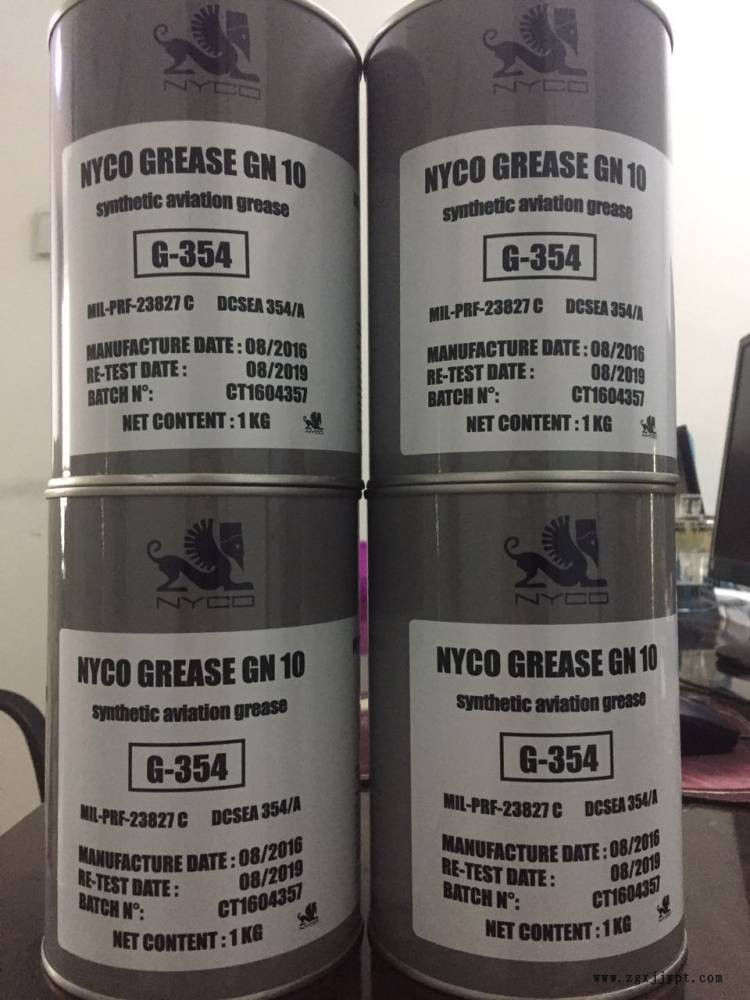 NYCO
NYCO GREASE GN 10
synthetic aviation grease
G-354
MIL-PRF-23827 C DCSEA 354/A
MANUFACTURE DATE : 08/2016
RE-TEST DATE : 08/2019
BATCH N°: CT1604357
NET CONTENT : 1 KG
NYCO
NYCO
NYCO GREASE GN 10
synthetic aviation grease
G-354
MIL-PRF-23827 C DCSEA 354/A
MANUFACTURE DATE : 08/2016
RE-TEST DATE : 08/2019
BATCH N°: CT1604357
NET CONTENT : 1 KG
NYCO
NYCO
NYCO GREASE GN 10
synthetic aviation grease
G-354
MIL-PRF-23827 C DCSEA 354/A
MANUFACTURE DATE : 08/2016
RE-TEST DATE : 08/2019
BATCH N°: CT1604357
NET CONTENT : 1 KG
NYCO
NYCO
NYCO GREASE GN 10
synthetic aviation grease
G-354
MIL-PRF-23827 C DCSEA 354/A
MANUFACTURE DATE : 08/2016
RE-TEST DATE : 08/2019
BATCH N°: CT1604357
NET CONTENT : 1 KG
NYCO
www.zgxjjypt.com